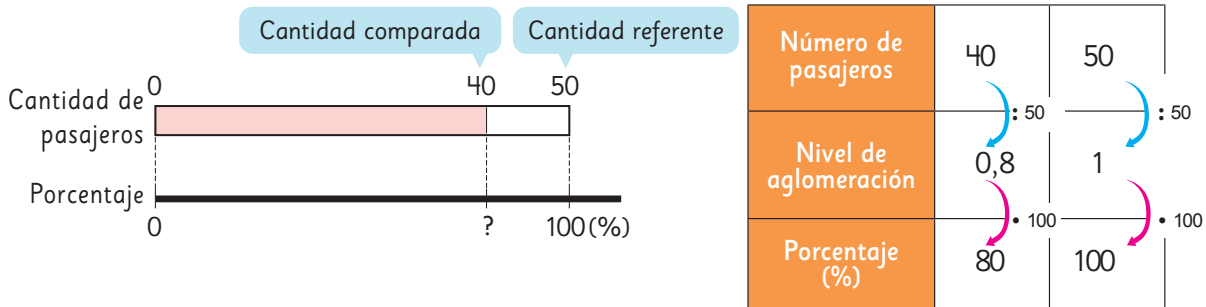 Cantidad comparada
Cantidad referente
0 40 50
Cantidad de
pasajeros
Porcentaje
0 ? 100(%)
Número de
pasajeros
40 50
: 50 : 50
Nivel de
aglomeración
0,8 1
• 100 • 100
Porcentaje
(%)
80 100